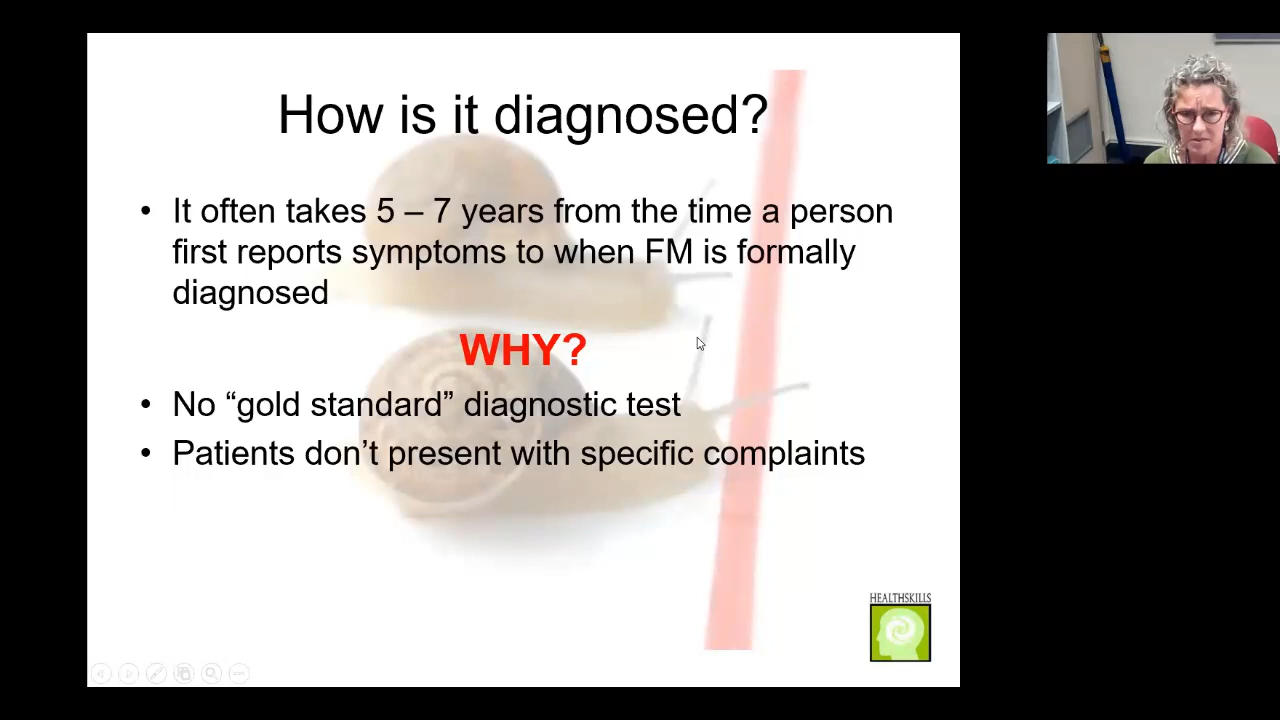 How is it diagnosed?
• It often takes 5 – 7 years from the time a person
first reports symptoms to when FM is formally
diagnosed
WHY?
• No “gold standard” diagnostic test
• Patients don’t present with specific complaints
HEALTHSKILLS